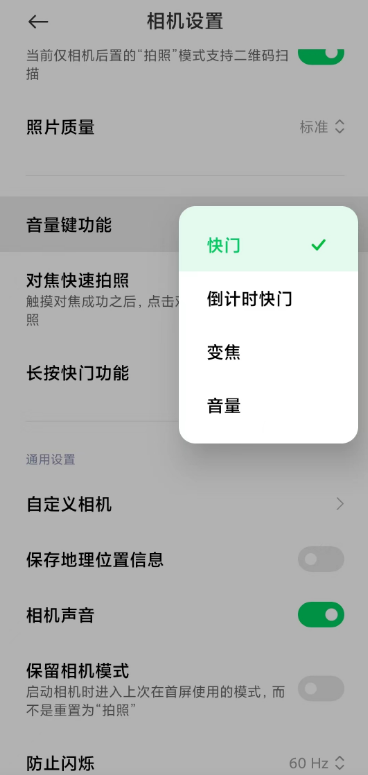 相机设置
当前仅相机后置的“拍照”模式支持二维码扫
描
照片质量
标准
音量键功能
快门
对焦快速拍照
触摸对焦成功之后，点击
照
倒计时快门
变焦
长按快门功能
音量
通用设置
自定义相机
保存地理位置信息
相机声音
保留相机模式
启动相机时进入上次在首屏使用的模式，而
不是重置为“拍照”
防止闪烁
60 Hz